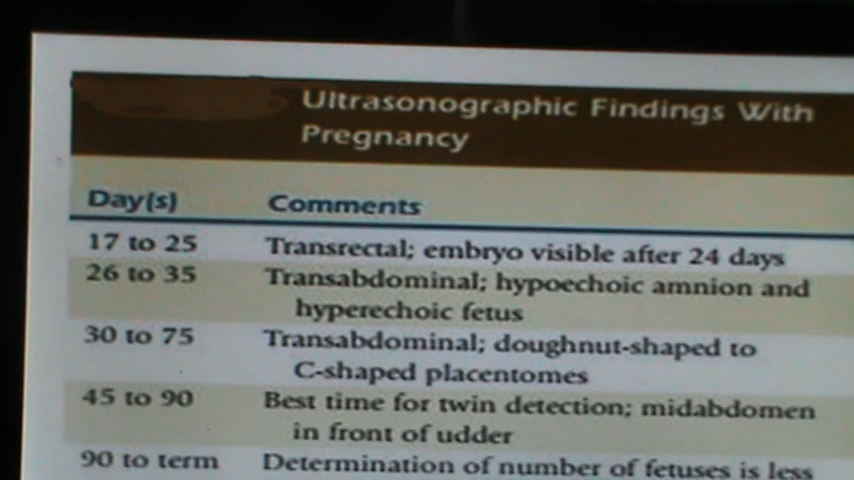 Ultrasonographic Findings With
Pregnancy
Day(s) Comments
17 to 25 Transrectal; embryo visible after 24 days
26 to 35 Transabdominal; hypoechoic amnion and
hyperechoic fetus
30 to 75 Transabdominal; doughnut-shaped to
C-shaped placentomes
45 to 90 Best time for twin detection; midabdomen
in front of udder
90 to term Determination of number of fetuses is less